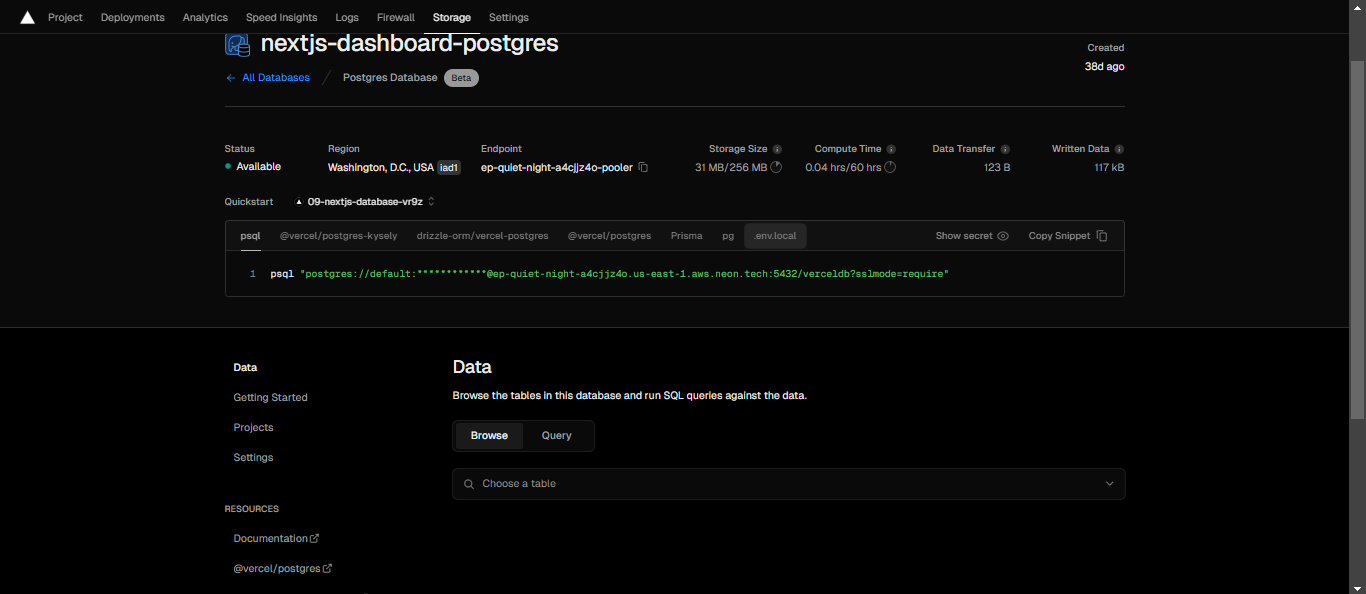 Project Deployments Analytics Speed Insights Logs Firewall Storage Settings
nextjs-dashboard-postgres
Created
38d ago
← All Databases / Postgres Database Beta
Status Region Endpoint Storage Size Compute Time Data Transfer Written Data
Available Washington, D.C., USA iad1 ep-quiet-night-a4cjjz4o-pooler 31 MB/256 MB 0.04 hrs/60 hrs 123 B 117 kB
Quickstart 09-nextjs-database-vr9z
psql @vercel/postgres-kysely drizzle-orm/vercel-postgres @vercel/postgres Prisma pg .env.local Show secret Copy Snippet
1 psql "postgres://default:************@ep-quiet-night-a4cjjz4o.us-east-1.aws.neon.tech:5432/verceldb?sslmode=require"
Data
Getting Started
Projects
Settings
RESOURCES
Documentation
@vercel/postgres
Data
Browse the tables in this database and run SQL queries against the data.
Browse Query
Choose a table